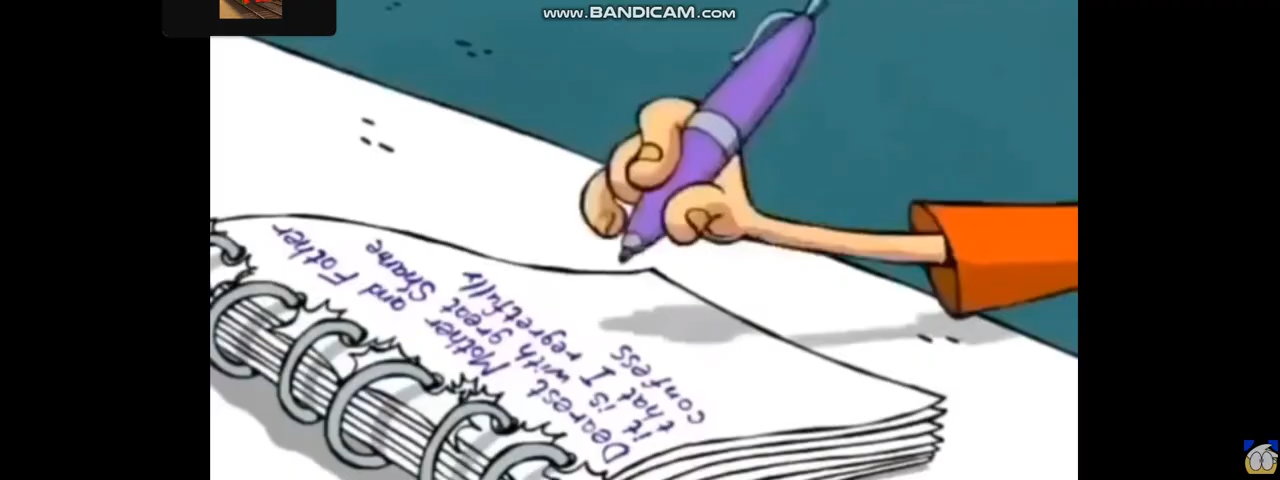 www.BANDICAM.com
Dearest Mother and Father
it is with great Shame
that I regretfully
confess